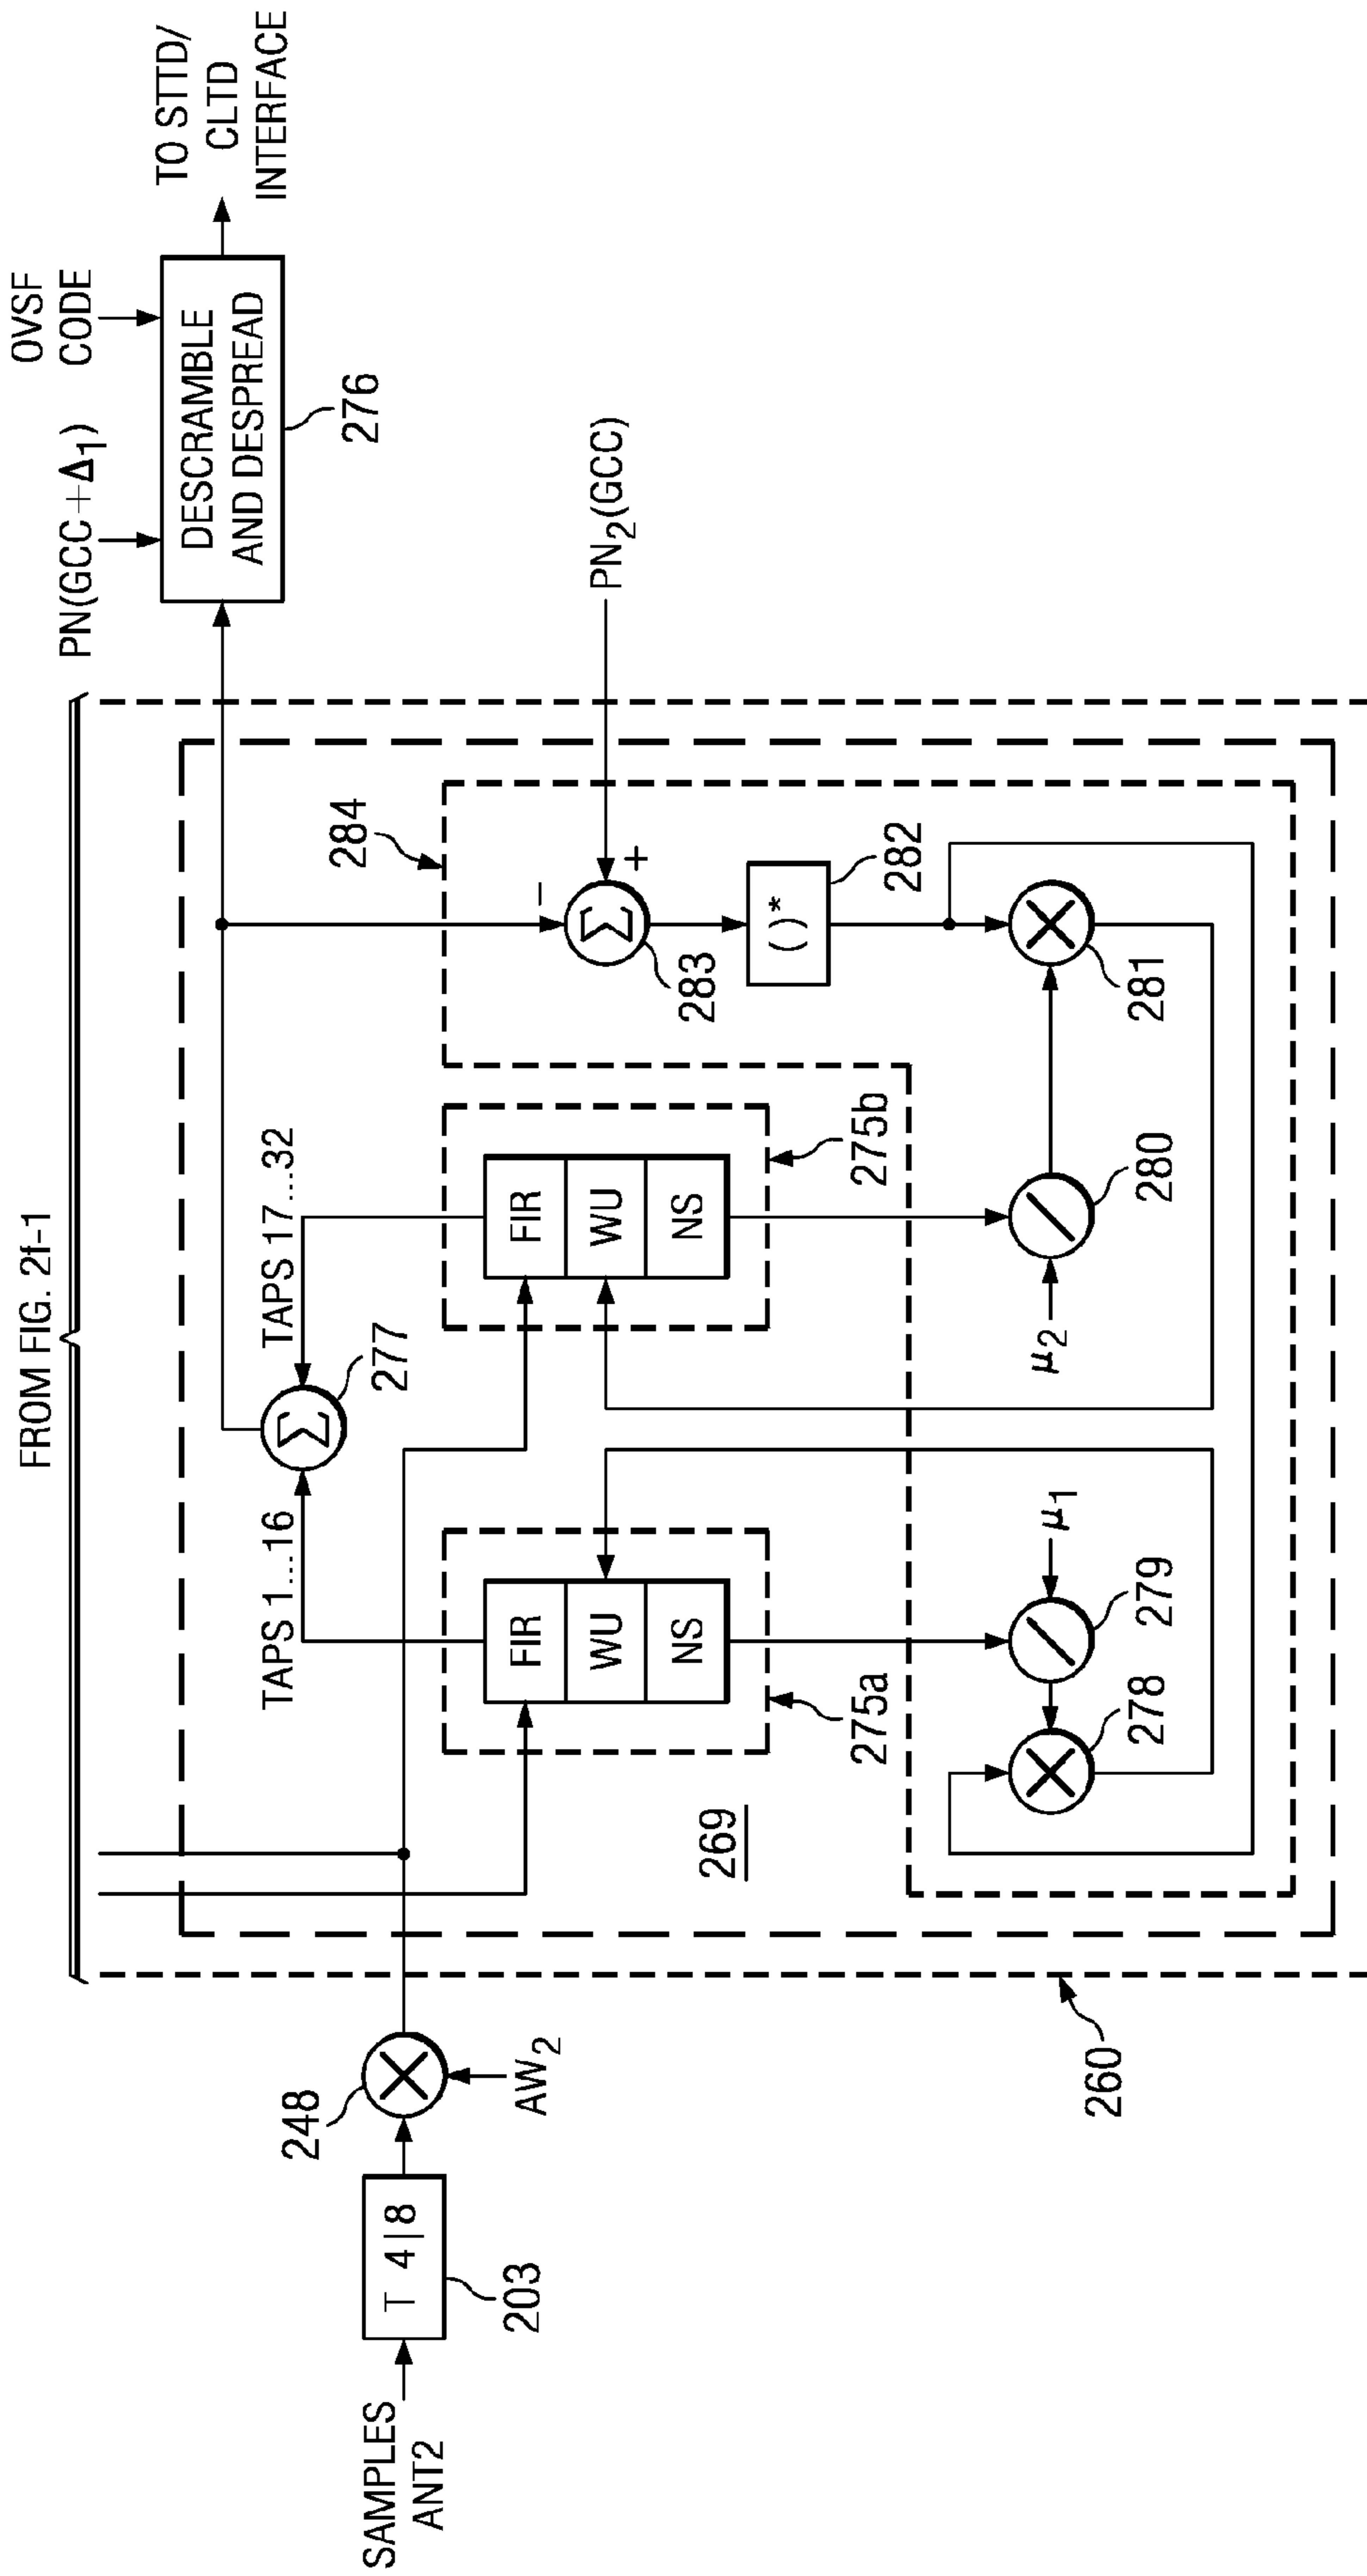 FROM FIG. 2f-1
SAMPLES
ANT2
T 4|8
203
248
AW2
260
269
TAPS 1...16
277
TAPS 17...32
FIR
WU
NS
275a
FIR
WU
NS
275b
284
−
+
Σ
Σ
283
( )*
282
278
279
μ1
μ2
280
281
PN2(GCC)
PN(GCC+Δ1)
OVSF
CODE
DESCRAMBLE
AND DESPREAD
276
TO STTD/
CLTD
INTERFACE